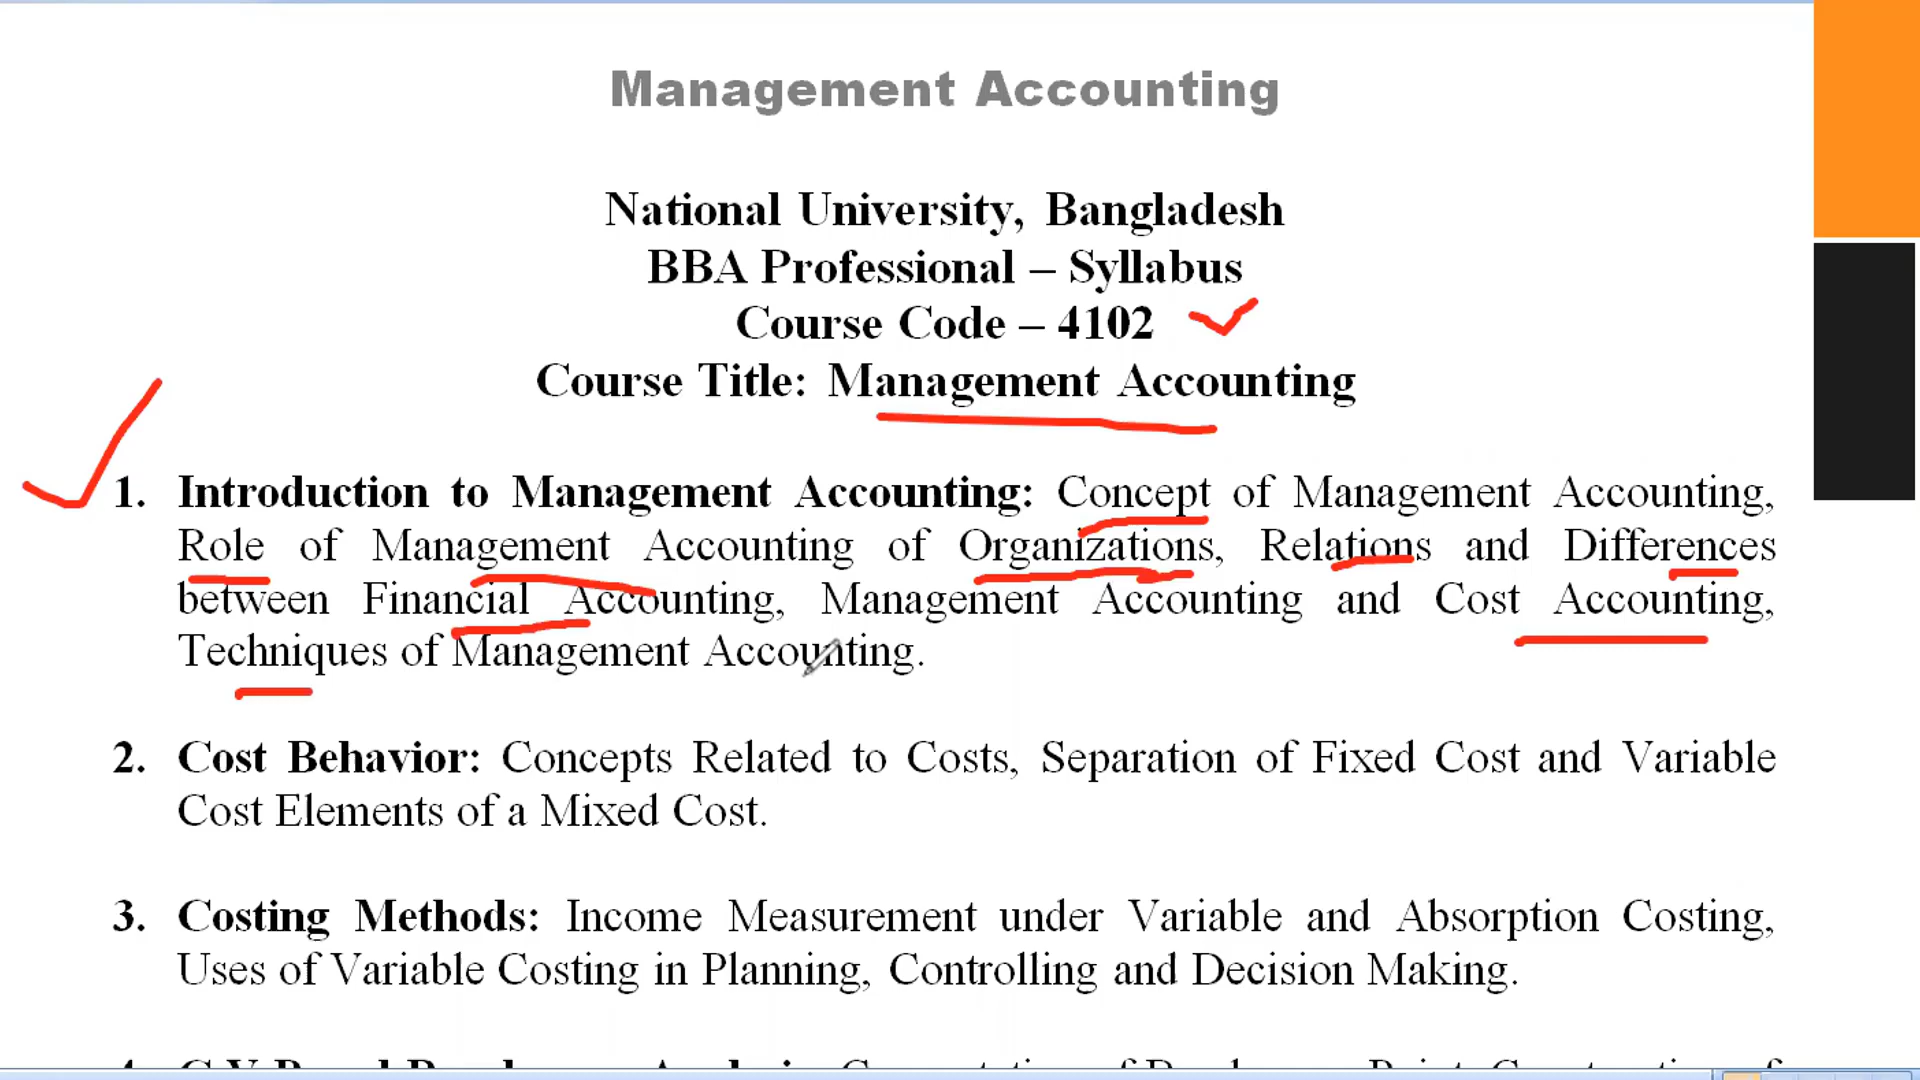 Management Accounting
National University, Bangladesh
BBA Professional – Syllabus
Course Code – 4102
Course Title: Management Accounting
1. Introduction to Management Accounting: Concept of Management Accounting,
Role of Management Accounting of Organizations, Relations and Differences
between Financial Accounting, Management Accounting and Cost Accounting,
Techniques of Management Accounting.
2. Cost Behavior: Concepts Related to Costs, Separation of Fixed Cost and Variable
Cost Elements of a Mixed Cost.
3. Costing Methods: Income Measurement under Variable and Absorption Costing,
Uses of Variable Costing in Planning, Controlling and Decision Making.